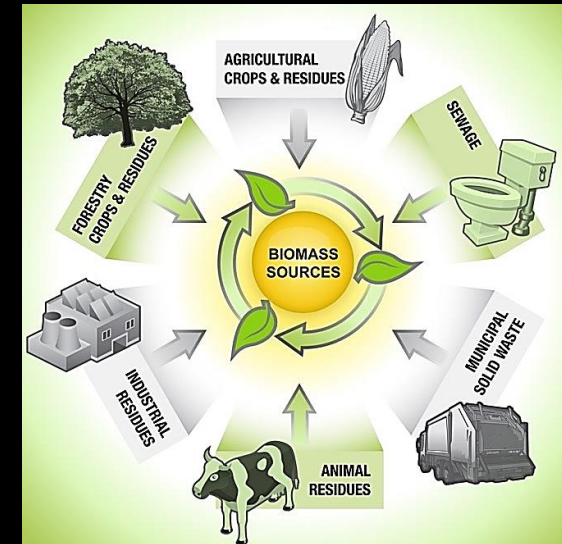 AGRICULTURAL
CROPS & RESIDUES
SEWAGE
FORESTRY
CROPS & RESIDUES
BIOMASS
SOURCES
MUNICIPAL
SOLID WASTE
INDUSTRIAL
RESIDUES
ANIMAL
RESIDUES